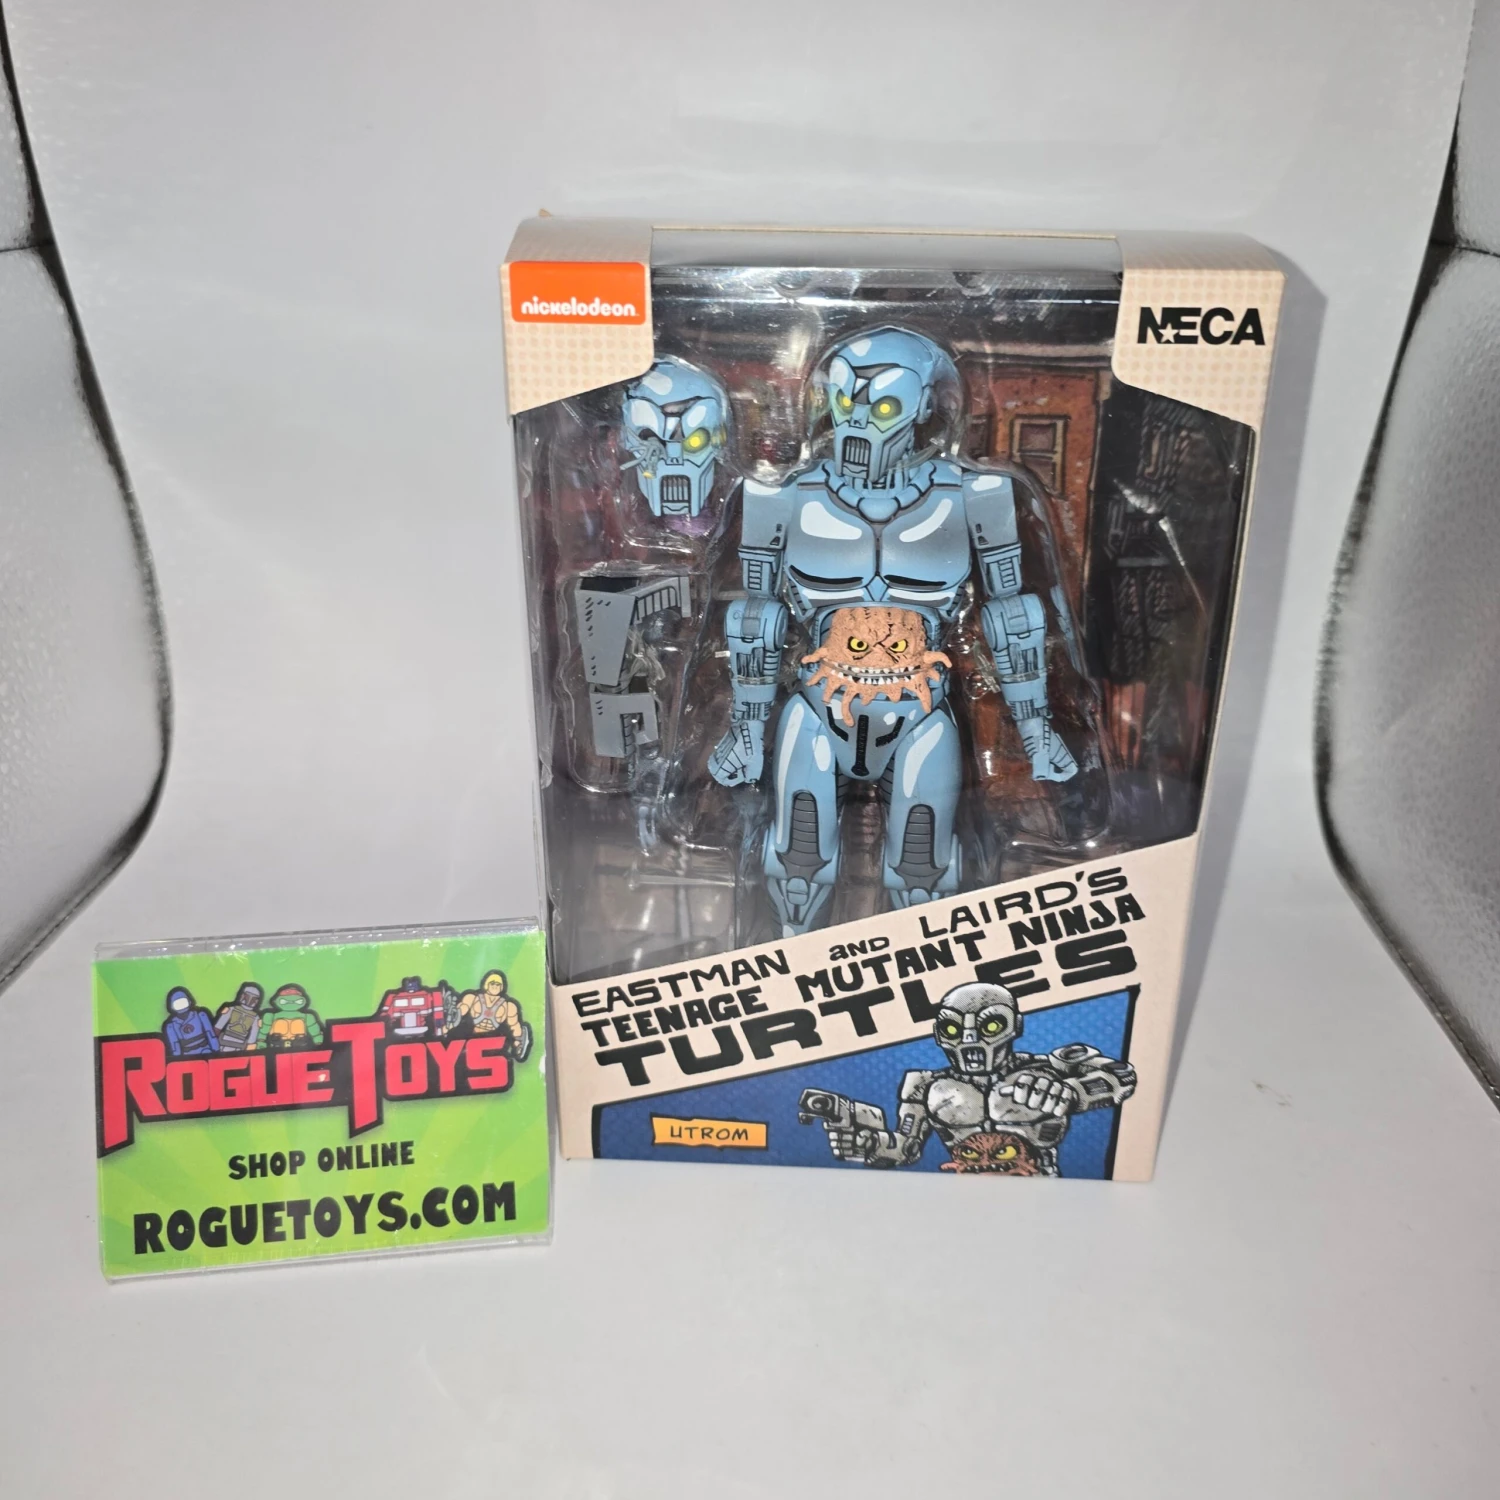 nickelodeon
NECA
EASTMAN AND LAIRD'S
TEENAGE MUTANT NINJA
TURTLES
UTROM
ROGUE TOYS
SHOP ONLINE
ROGUETOYS.COM